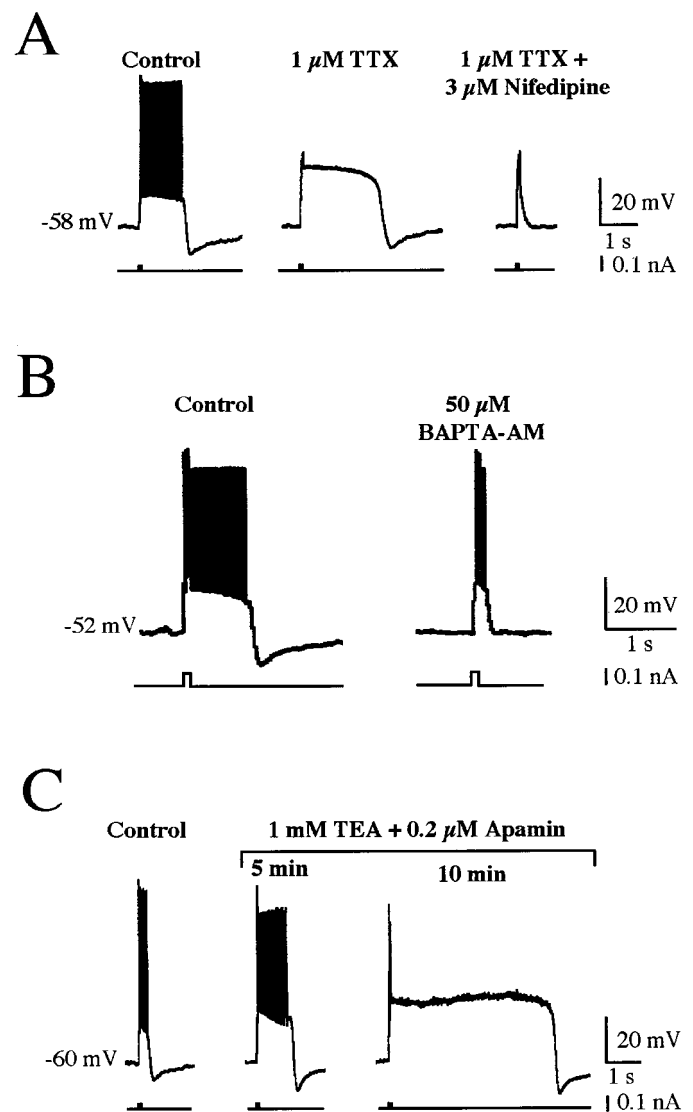 A
Control
1 µM TTX
1 µM TTX +
3 µM Nifedipine
-58 mV
20 mV
1 s
0.1 nA
B
Control
50 µM
BAPTA-AM
-52 mV
20 mV
1 s
0.1 nA
C
Control
1 mM TEA + 0.2 µM Apamin
5 min
10 min
-60 mV
20 mV
1 s
0.1 nA